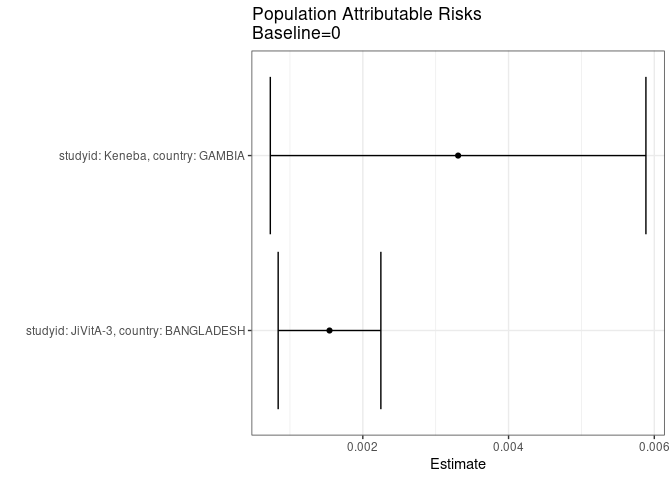 Population Attributable Risks
Baseline=0
studyid: Keneba, country: GAMBIA
studyid: JiVitA-3, country: BANGLADESH
0.002
0.004
0.006
Estimate